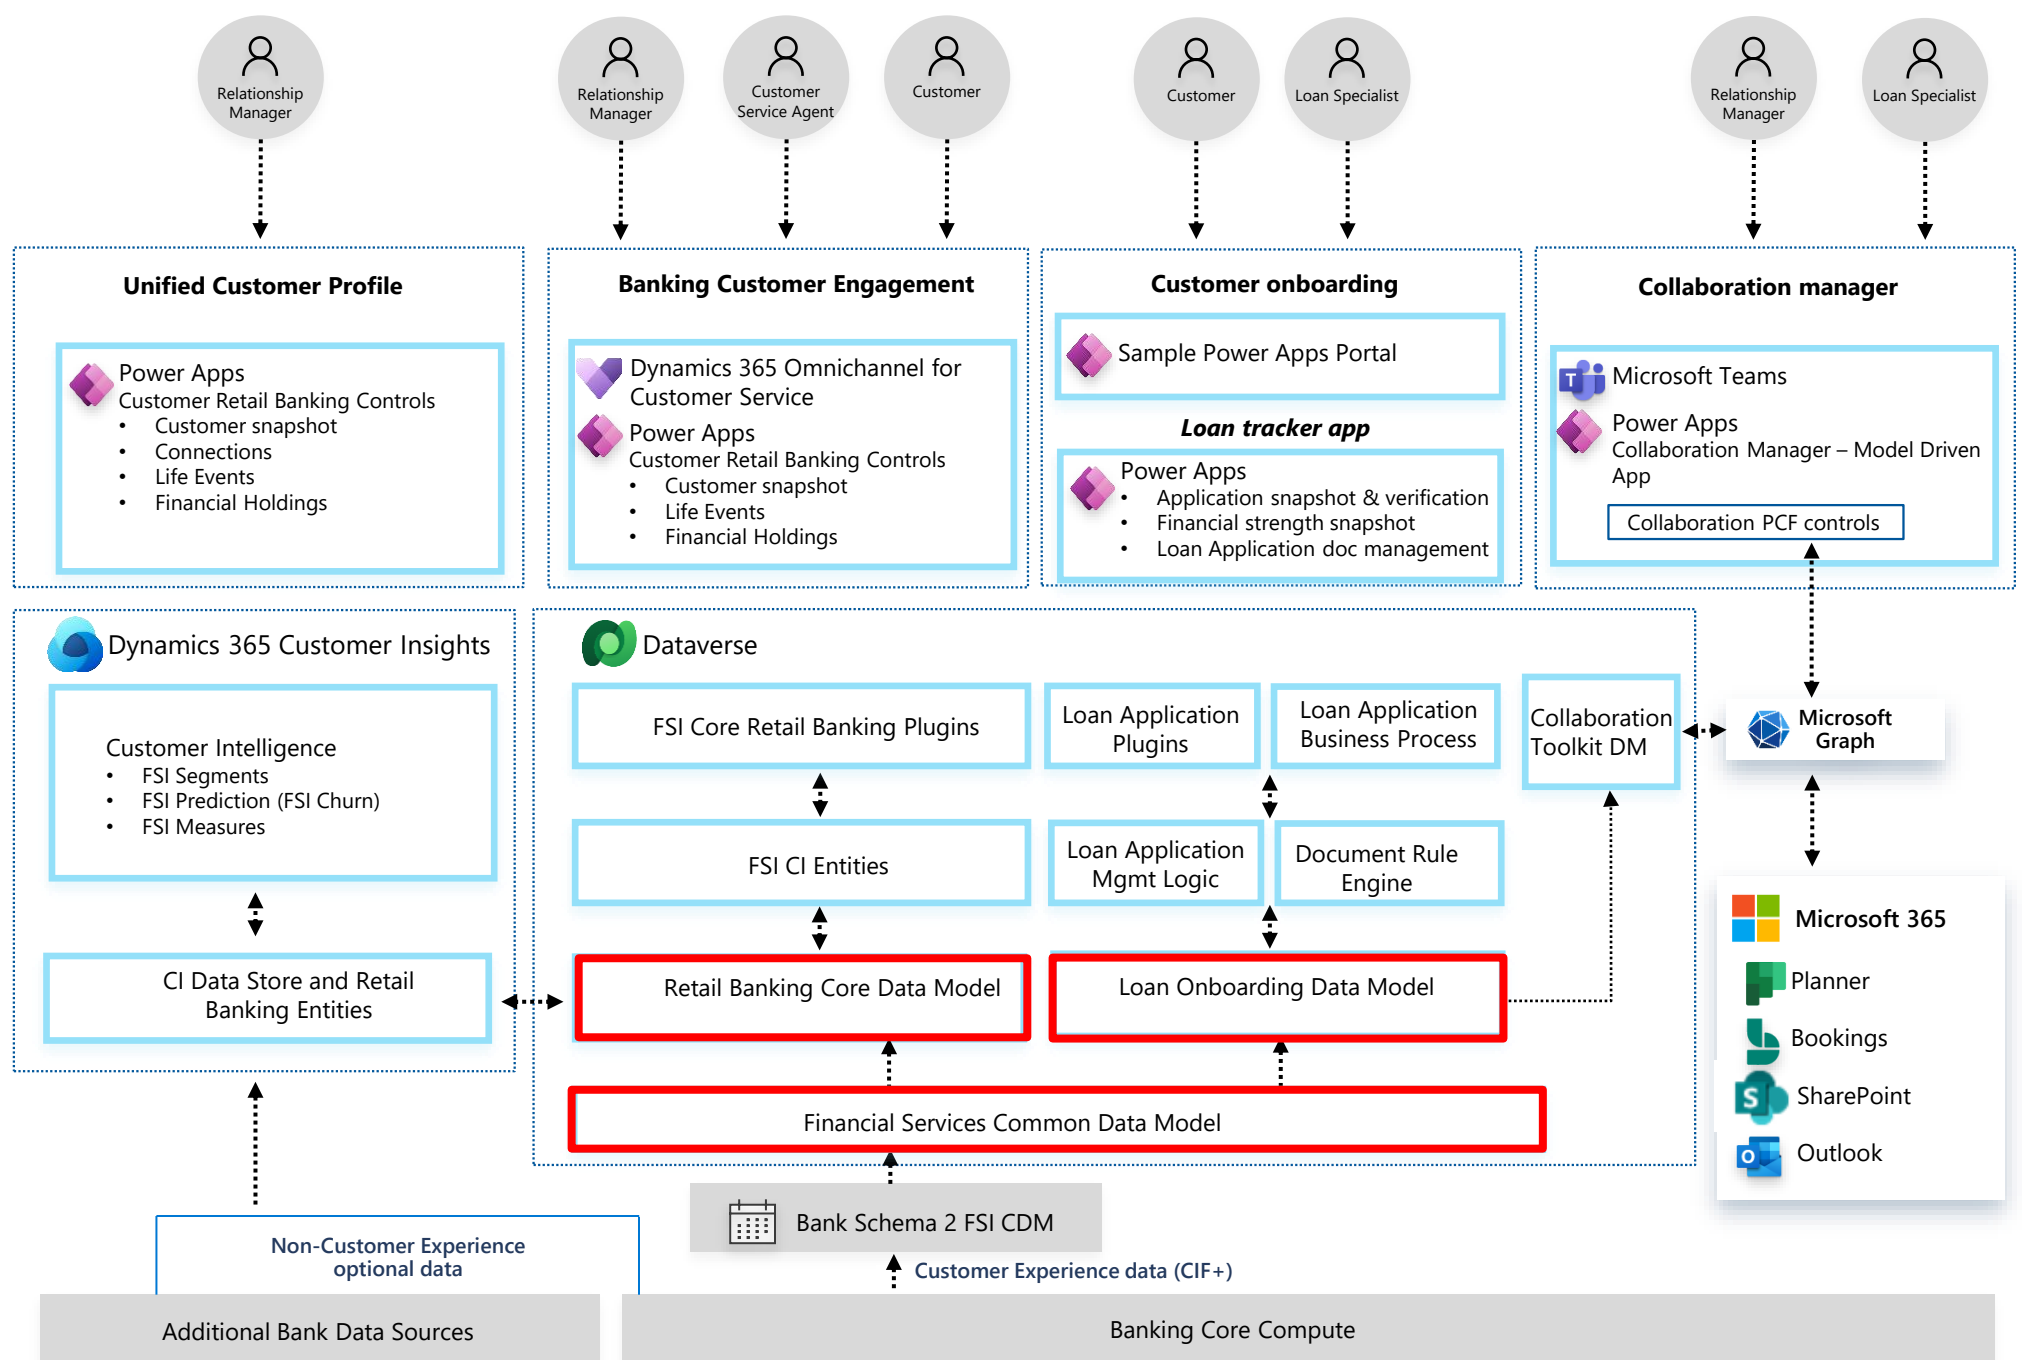 Relationship
Manager
Relationship
Manager
Customer
Service Agent
Customer
Customer
Loan Specialist
Relationship
Manager
Loan Specialist
Unified Customer Profile
Power Apps
Customer Retail Banking Controls
• Customer snapshot
• Connections
• Life Events
• Financial Holdings
Banking Customer Engagement
Dynamics 365 Omnichannel for
Customer Service
Power Apps
Customer Retail Banking Controls
• Customer snapshot
• Life Events
• Financial Holdings
Customer onboarding
Sample Power Apps Portal
Loan tracker app
Power Apps
• Application snapshot & verification
• Financial strength snapshot
• Loan Application doc management
Collaboration manager
T
Microsoft Teams
Power Apps
Collaboration Manager – Model Driven
App
Collaboration PCF controls
Dynamics 365 Customer Insights
Customer Intelligence
• FSI Segments
• FSI Prediction (FSI Churn)
• FSI Measures
CI Data Store and Retail
Banking Entities
Dataverse
FSI Core Retail Banking Plugins
Loan Application
Plugins
Loan Application
Business Process
Collaboration
Toolkit DM
FSI CI Entities
Loan Application
Mgmt Logic
Document Rule
Engine
Retail Banking Core Data Model
Loan Onboarding Data Model
Financial Services Common Data Model
Microsoft
Graph
Microsoft 365
Planner
Bookings
S
SharePoint
O
Outlook
Bank Schema 2 FSI CDM
Non-Customer Experience
optional data
Customer Experience data (CIF+)
Additional Bank Data Sources
Banking Core Compute